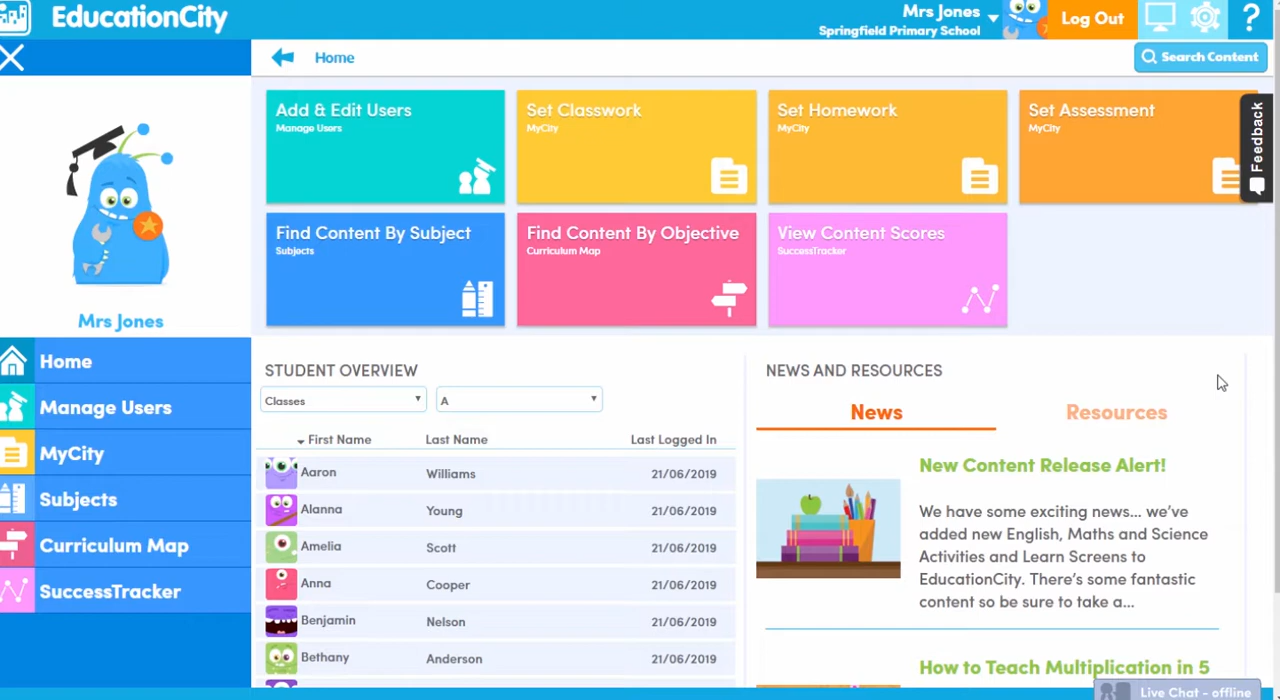 EducationCity
Mrs Jones
Springfield Primary School
Log Out
?
Home
Search Content
Add & Edit Users
Manage Users
Set Classwork
MyCity
Set Homework
MyCity
Set Assessment
MyCity
Feedback
Find Content By Subject
Subjects
Find Content By Objective
Curriculum Map
View Content Scores
SuccessTracker
Mrs Jones
Home
Manage Users
MyCity
Subjects
Curriculum Map
SuccessTracker
STUDENT OVERVIEW
Classes
A
First Name Last Name Last Logged In
Aaron Williams 21/06/2019
Alanna Young 21/06/2019
Amelia Scott 21/06/2019
Anna Cooper 21/06/2019
Benjamin Nelson 21/06/2019
Bethany Anderson 21/06/2019
NEWS AND RESOURCES
News Resources
New Content Release Alert!
We have some exciting news... we've
added new English, Maths and Science
Activities and Learn Screens to
EducationCity. There's some fantastic
content so be sure to take a...
How to Teach Multiplication in 5
Live Chat - offline